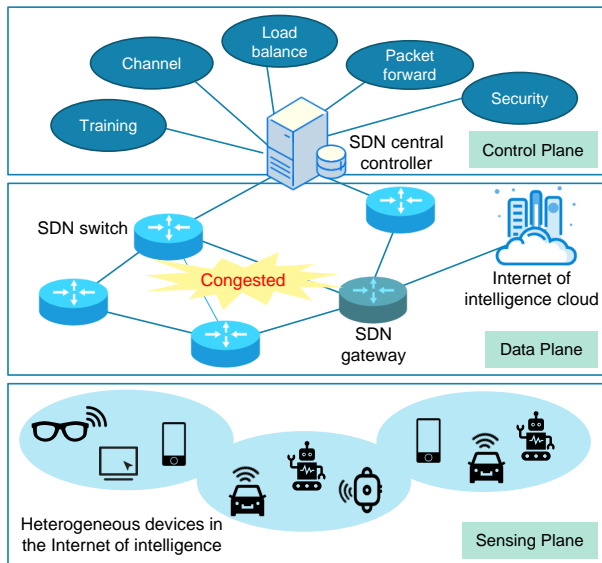 Load
balance
Channel
Packet
forward
Training
Security
SDN central
controller
Control Plane
SDN switch
Congested
Internet of
intelligence cloud
SDN
gateway
Data Plane
Heterogeneous devices in
the Internet of intelligence
Sensing Plane